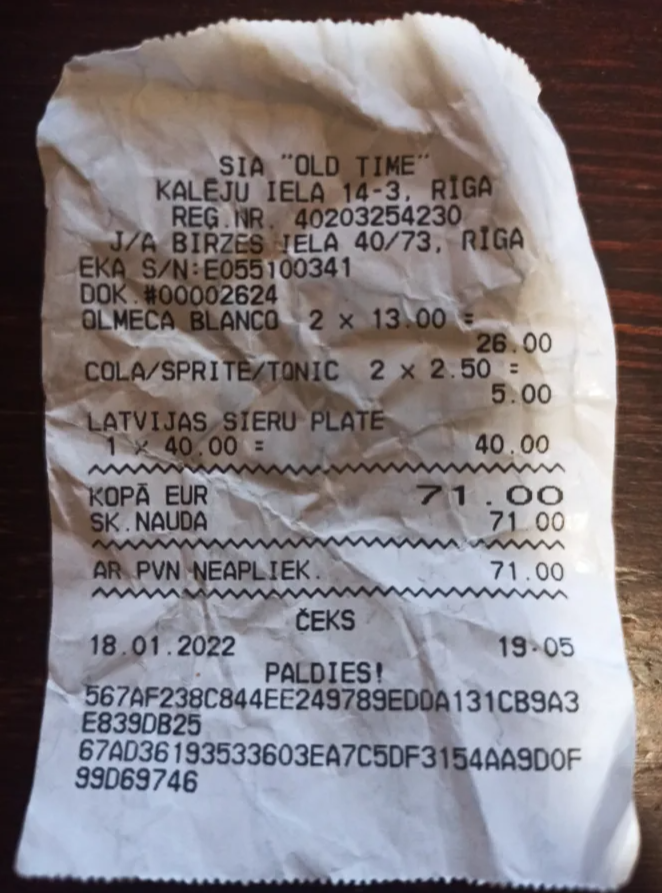 SIA "OLD TIME"
KALĒJU IELA 14-3, RĪGA
REG.NR. 40203254230
J/A BIRZES IELA 40/73, RĪGA
EKA S/N:E055100341
DOK.#00002624
OLMECA BLANCO 2 x 13.00 =
26.00
COLA/SPRITE/TONIC 2 x 2.50 =
5.00
LATVIJAS SIERU PLATE
1 x 40.00 = 40.00
KOPĀ EUR 71.00
SK.NAUDA 71.00
AR PVN NEAPLIEK. 71.00
ČEKS
18.01.2022 19:05
PALDIES!
567AF238C844EE249789EDDA131CB9A3
E839DB25
67AD36193533603EA7C5DF3154AA9D0F
99D69746